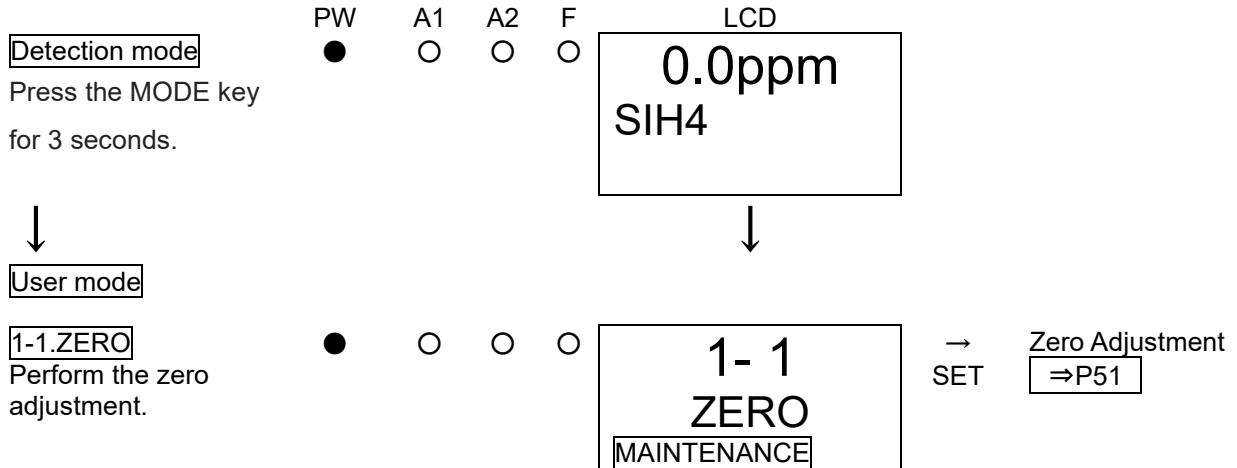 PW A1 A2 F LCD
Detection mode ● ○ ○ ○ 0.0ppm
Press the MODE key
SIH4
for 3 seconds.
↓ ↓
User mode
1-1.ZERO ● ○ ○ ○ 1- 1 → Zero Adjustment
Perform the zero SET ⇒P51
adjustment.
ZERO
MAINTENANCE